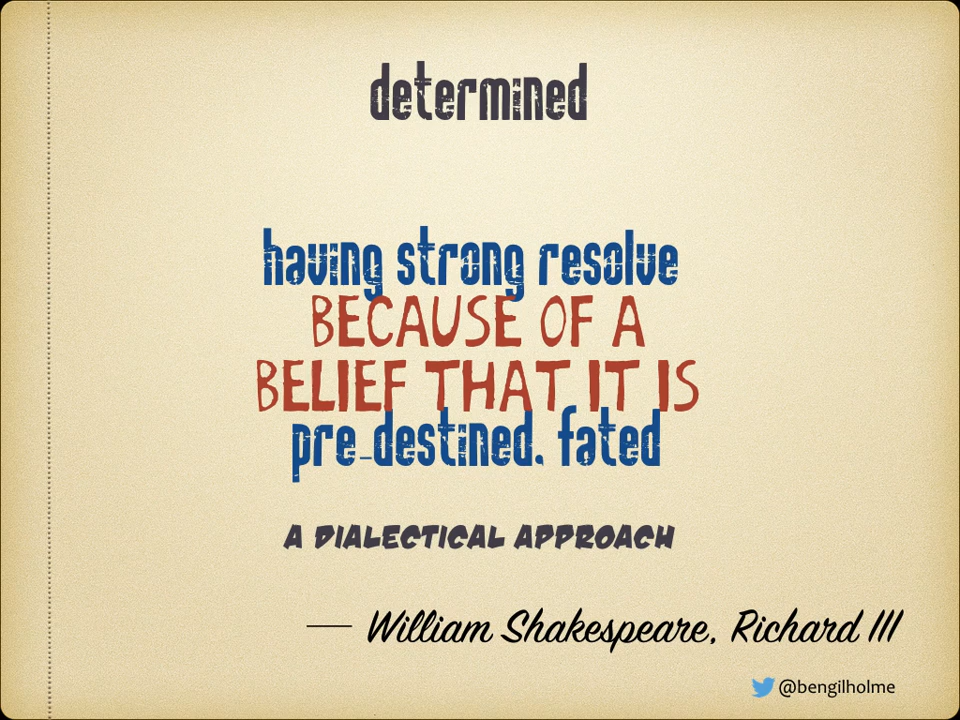 determined
having strong resolve
BECAUSE OF A
BELIEF THAT IT IS
pre-destined, fated
A DIALECTICAL APPROACH
— William Shakespeare, Richard III
@bengilholme